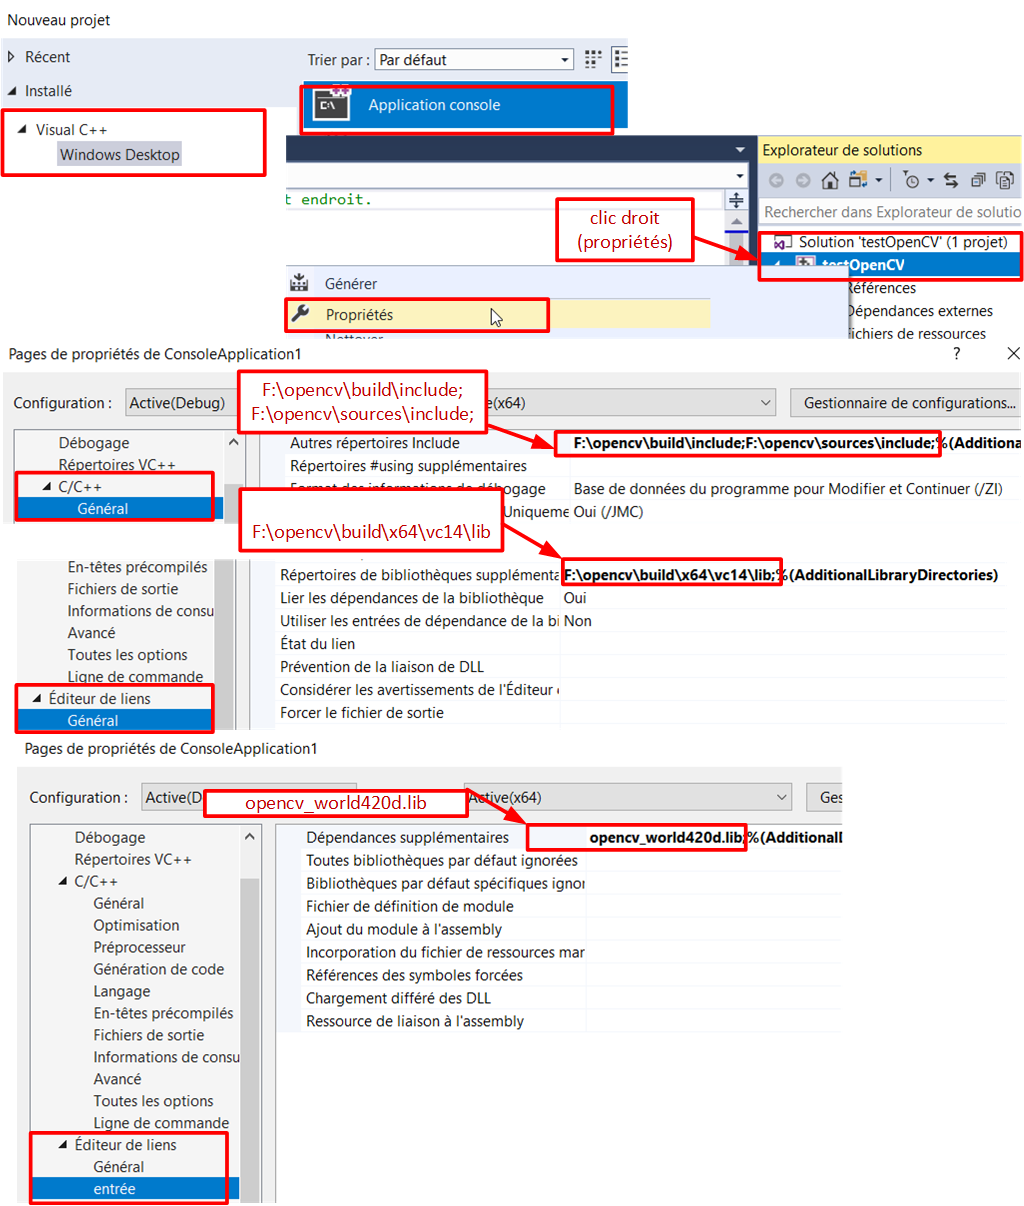 Nouveau projet
Récent
Trier par : Par défaut
Installé
Application console
Visual C++
Windows Desktop
Explorateur de solutions
t endroit.
Rechercher dans Explorateur de solutio
clic droit
(propriétés)
Solution 'testOpenCV' (1 projet)
testOpenCV
Générer
Références
Propriétés
Dépendances externes
Fichiers de ressources
Nettoyer
Pages de propriétés de ConsoleApplication1
? 
F:\opencv\build\include;
F:\opencv\sources\include;
Configuration : Active(Debug) e(x64) Gestionnaire de configurations...
Débogage
Répertoires VC++
C/C++
Général
Autres répertoires Include F:\opencv\build\include;F:\opencv\sources\include;%(Additional
Répertoires #using supplémentaires
Format des informations de débogage Base de données du programme pour Modifier et Continuer (/ZI)
Uniqueme Oui (/JMC)
F:\opencv\build\x64\vc14\lib
En-têtes précompilés
Fichiers de sortie
Informations de consu
Avancé
Toutes les options
Ligne de commande
Éditeur de liens
Général
Répertoires de bibliothèques supplémenta F:\opencv\build\x64\vc14\lib;%(AdditionalLibraryDirectories)
Lier les dépendances de la bibliothèque Oui
Utiliser les entrées de dépendance de la bi Non
État du lien
Prévention de la liaison de DLL
Considérer les avertissements de l'Éditeur
Forcer le fichier de sortie
Pages de propriétés de ConsoleApplication1
Configuration : Active(D opencv_world420d.lib Active(x64) Ges
Débogage
Répertoires VC++
C/C++
Général
Optimisation
Préprocesseur
Génération de code
Langage
En-têtes précompilés
Fichiers de sortie
Informations de consu
Avancé
Toutes les options
Ligne de commande
Éditeur de liens
Général
entrée
Dépendances supplémentaires opencv_world420d.lib;%(AdditionalD
Toutes bibliothèques par défaut ignorées
Bibliothèques par défaut spécifiques ignor
Fichier de définition de module
Ajout du module à l'assembly
Incorporation du fichier de ressources mar
Références des symboles forcées
Chargement différé des DLL
Ressource de liaison à l'assembly